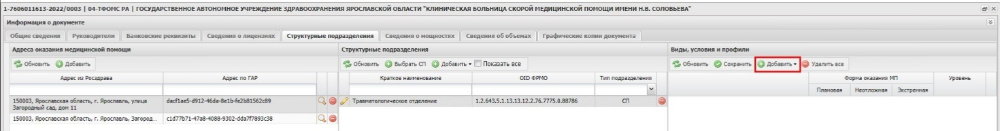 1-7606011613-2022/0003 | 04-ТФОМС РА | ГОСУДАРСТВЕННОЕ АВТОНОМНОЕ УЧРЕЖДЕНИЕ ЗДРАВООХРАНЕНИЯ ЯРОСЛАВСКОЙ ОБЛАСТИ "КЛИНИЧЕСКАЯ БОЛЬНИЦА СКОРОЙ МЕДИЦИНСКОЙ ПОМОЩИ ИМЕНИ Н.В. СОЛОВЬЕВА"
Информация о документе
Общие сведения Руководители Банковские реквизиты Сведения о лицензиях Структурные подразделения Сведения о мощностях Сведения об объемах Графические копии документа
Адреса оказания медицинской помощи Структурные подразделения Виды, условия и профили
Обновить Добавить Обновить Выбрать СП Добавить Показать все Обновить Сохранить Добавить Удалить все
Адрес из Росздрава Адрес по ГАР Краткое наименование OID ФРМО Тип подразделения Форма оказания МП Уровень
Плановая Неотложная Экстренная
150003, Ярославская область, г. Ярославль, улица dacf1ae5-d912-46da-8e1b-fe2b81562c89 Травматологическое отделение 1.2.643.5.1.13.13.12.2.76.7775.0.88786 СП
Загородный сад, дом 11
150003, Ярославская область, г. Ярославль, Загород... c1d77b71-47a8-4088-9302-dda7f7893c38